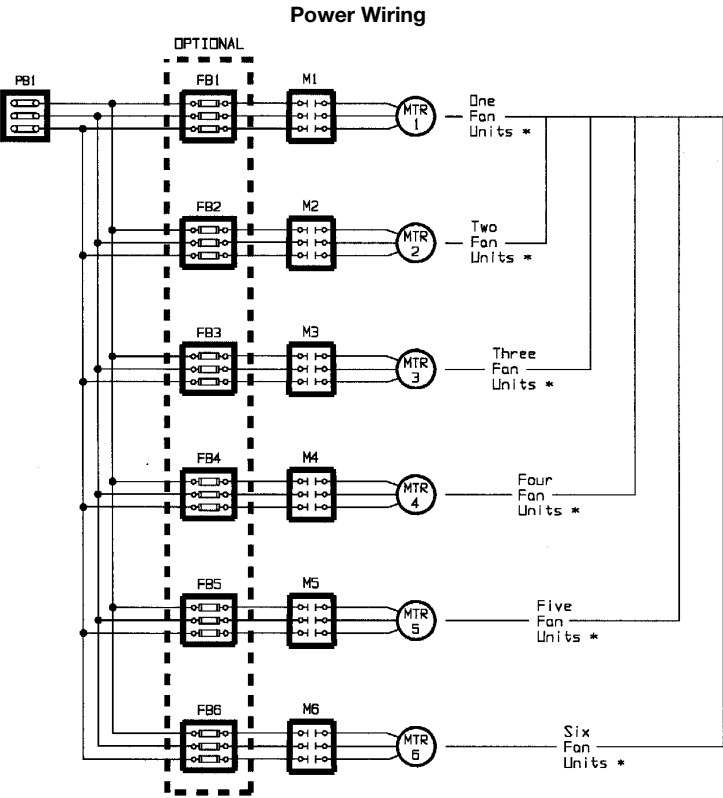 Power Wiring
OPTIONAL
PB1
FB1
M1
MTR
1
One
Fan
Units *
FB2
M2
MTR
2
Two
Fan
Units *
FB3
M3
MTR
3
Three
Fan
Units *
FB4
M4
MTR
4
Four
Fan
Units *
FB5
M5
MTR
5
Five
Fan
Units *
FB6
M6
MTR
6
Six
Fan
Units *